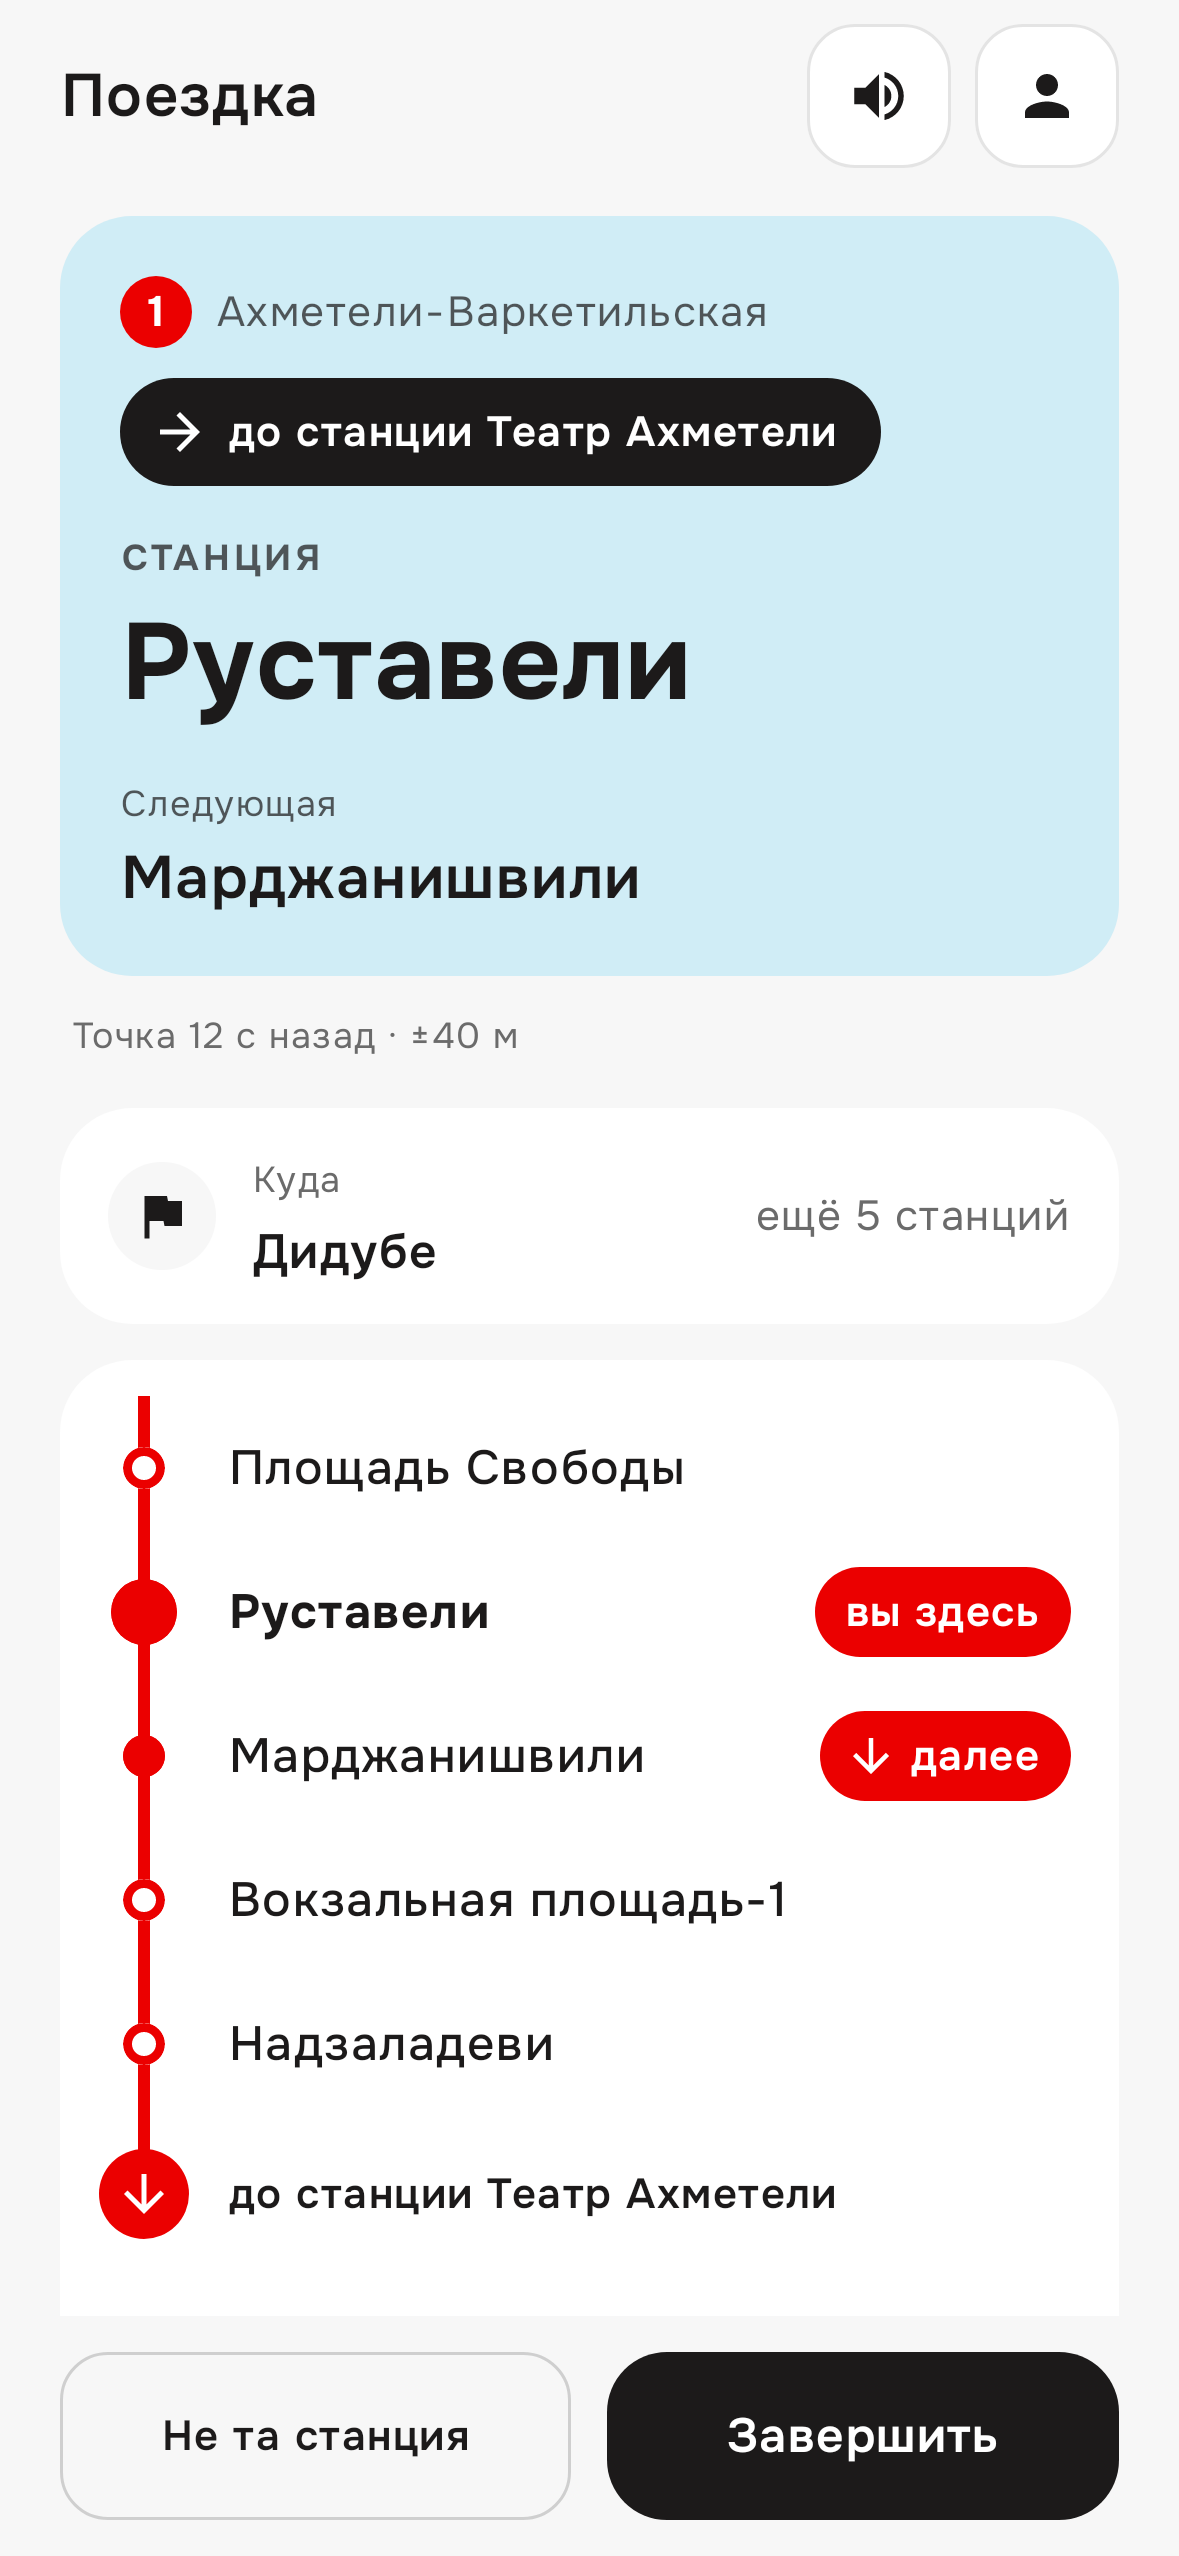 Поездка
1 Ахметели-Варкетильская
до станции Театр Ахметели
СТАНЦИЯ
Руставели
Следующая
Марджанишвили
Точка 12 с назад · ±40 м
Куда
Дидубе
ещё 5 станций
Площадь Свободы
Руставели вы здесь
Марджанишвили далее
Вокзальная площадь-1
Надзаладеви
до станции Театр Ахметели
Не та станция Завершить